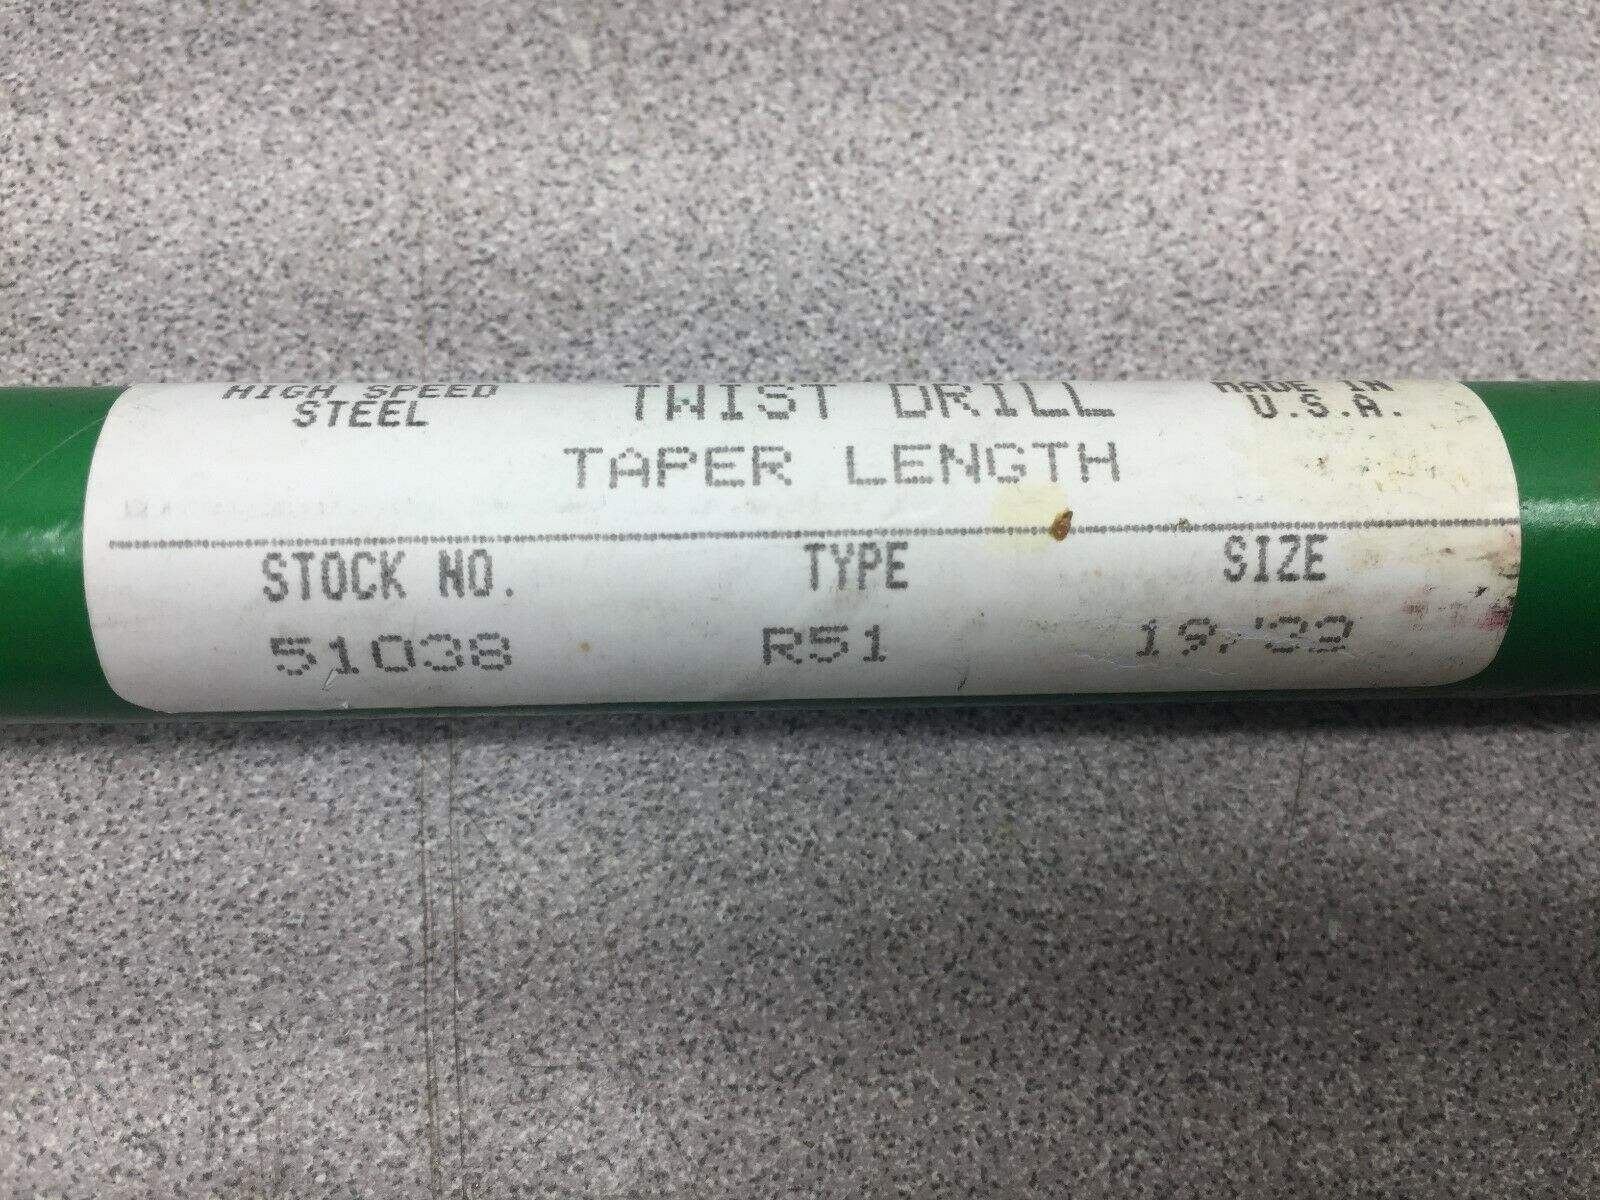 HIGH SPEED TWIST DRILL MADE IN
STEEL U.S.A.
TAPER LENGTH
STOCK NO. TYPE SIZE
51038 R51 19/32